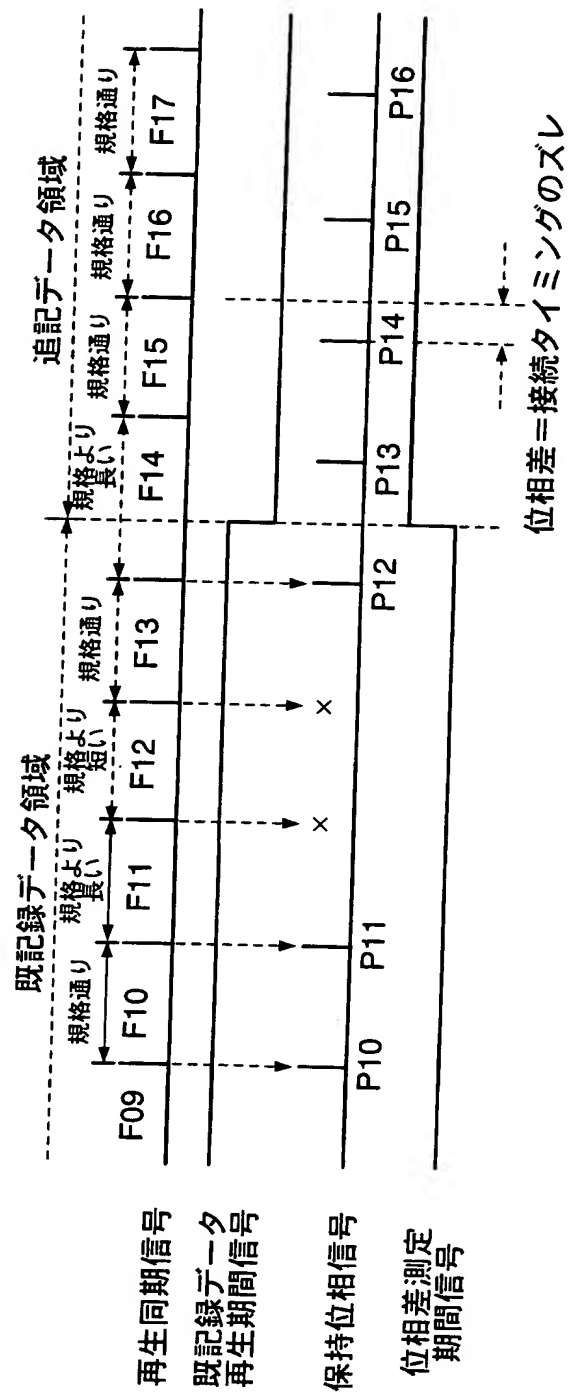 既記録データ領域
追記データ領域
規格通り
規格より
長い
規格より
短い
規格通り
規格より
長い
規格通り
規格通り
規格通り
再生同期信号
F09
F10
F11
F12
F13
F14
F15
F16
F17
既記録データ
再生期間信号
保持位相信号
×
×
P10
P11
P12
P13
P14
P15
P16
位相差測定
期間信号
位相差=接続タイミングのズレ